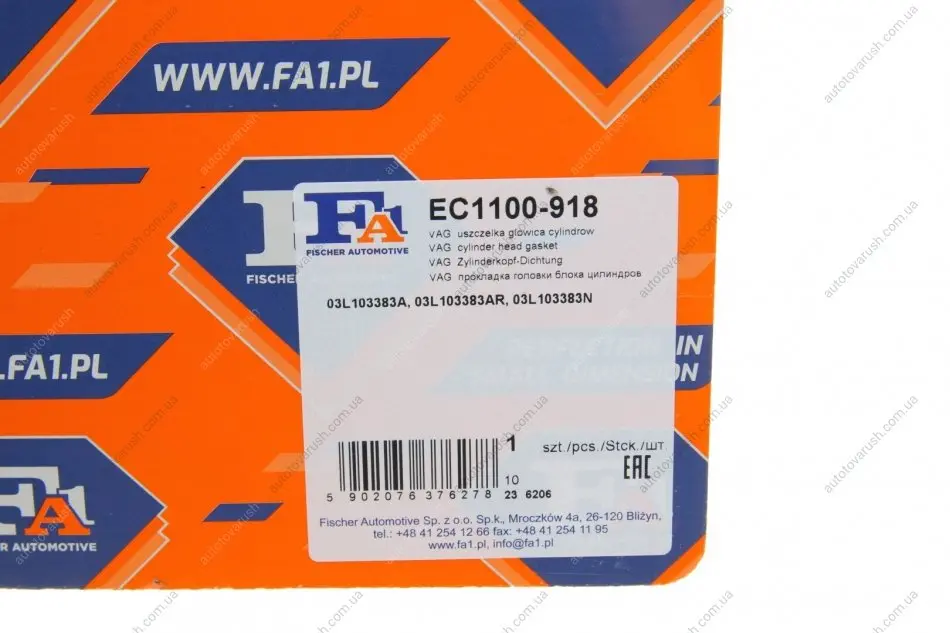 WWW.FA1.PL
FA1
FISCHER AUTOMOTIVE
EC1100-918
VAG uszczelka głowica cylindrow
VAG cylinder head gasket
VAG Zylinderkopf-Dichtung
VAG прокладка головки блока цилиндров
03L103383A, 03L103383AR, 03L103383N
FISCHER
.FA1.PL
IN
ON
1 szt./pcs./Stck./шт
10
EAC
5 902076 376278
23 6206
Fischer Automotive Sp. z o.o. Sp.k., Mroczków 4a, 26-120 Bliżyn,
tel.: +48 41 254 12 66 fax: +48 41 254 11 95
www.fa1.pl, info@fa1.pl
FA1
CHER AUTOMOTIVE
autotovarush.com.ua